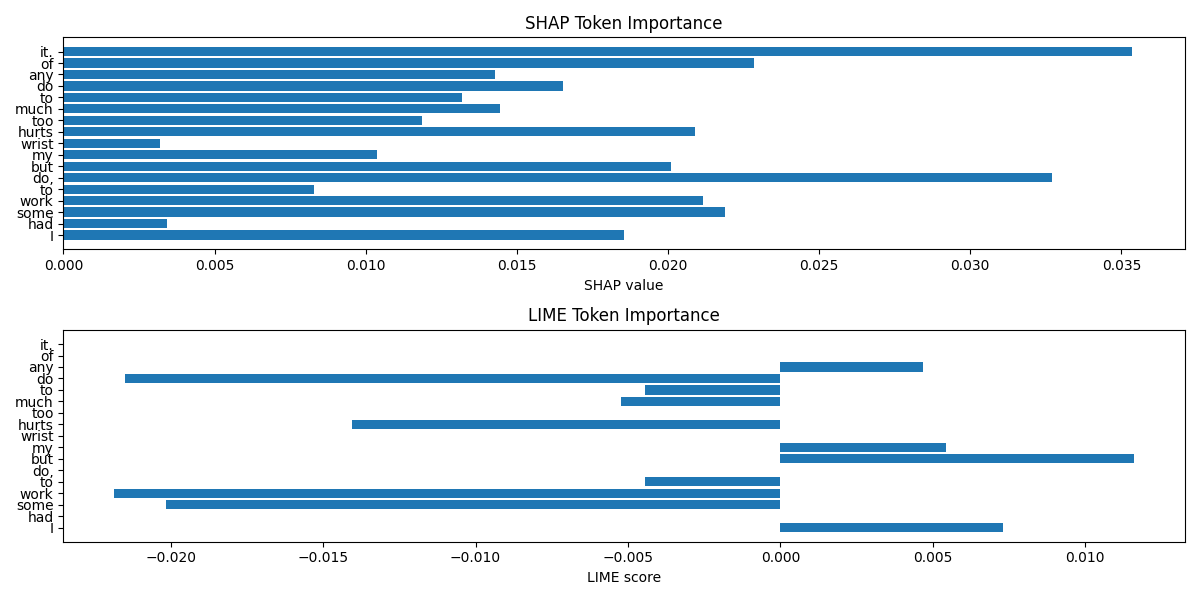 SHAP Token Importance
it.
of
any
do
to
much
too
hurts
wrist
my
but
do,
to
work
some
had
I
0.000 0.005 0.010 0.015 0.020 0.025 0.030 0.035
SHAP value
LIME Token Importance
it.
of
any
do
to
much
too
hurts
wrist
my
but
do,
to
work
some
had
I
−0.020 −0.015 −0.010 −0.005 0.000 0.005 0.010
LIME score